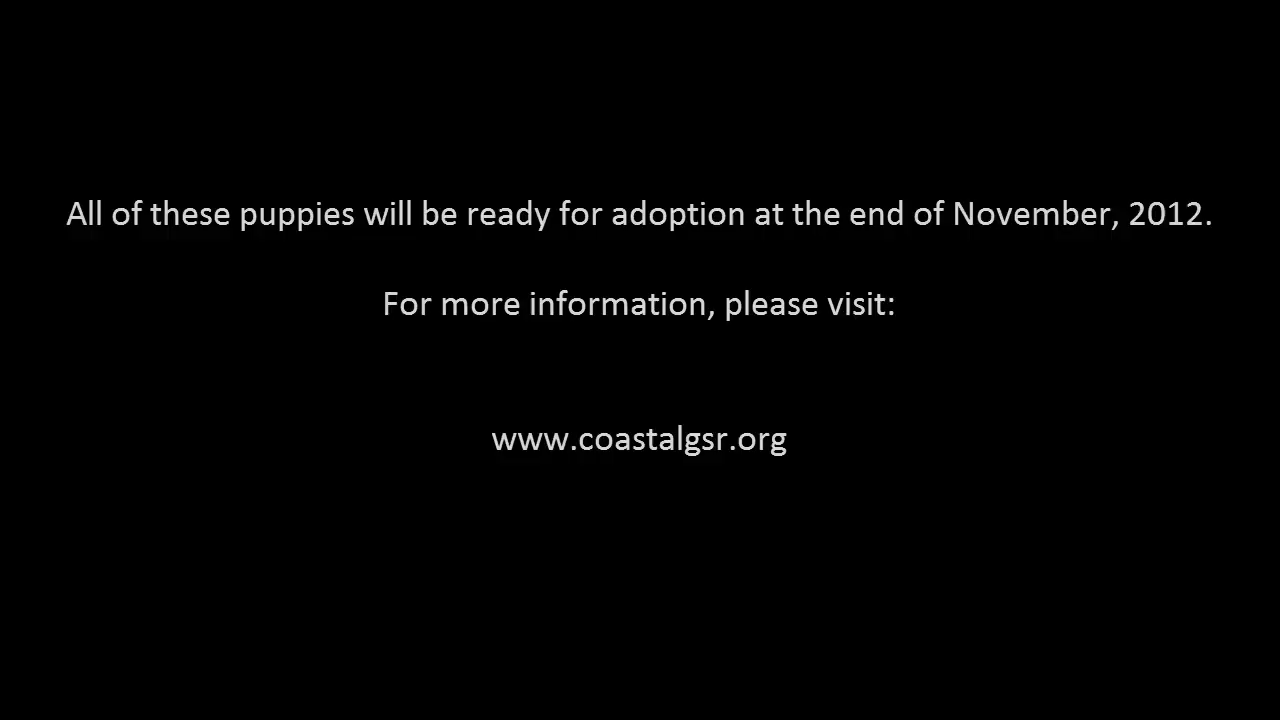 All of these puppies will be ready for adoption at the end of November, 2012.
For more information, please visit:
www.coastalgsr.org